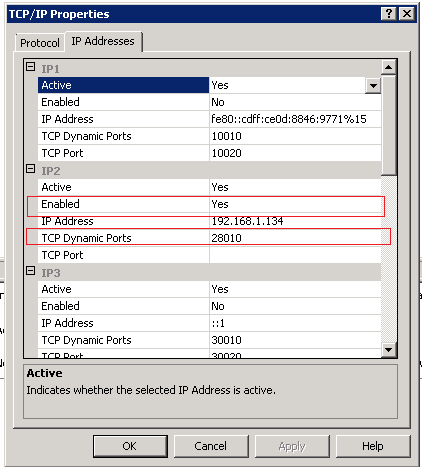 TCP/IP Properties
Protocol IP Addresses
IP1
Active Yes
Enabled No
IP Address fe80::cdff:ce0d:8846:9771%15
TCP Dynamic Ports 10010
TCP Port 10020
IP2
Active Yes
Enabled Yes
IP Address 192.168.1.134
TCP Dynamic Ports 28010
TCP Port
IP3
Active Yes
Enabled No
IP Address ::1
TCP Dynamic Ports 30010
TCP Port 30020
Active
Indicates whether the selected IP Address is active.
OK Cancel Apply Help